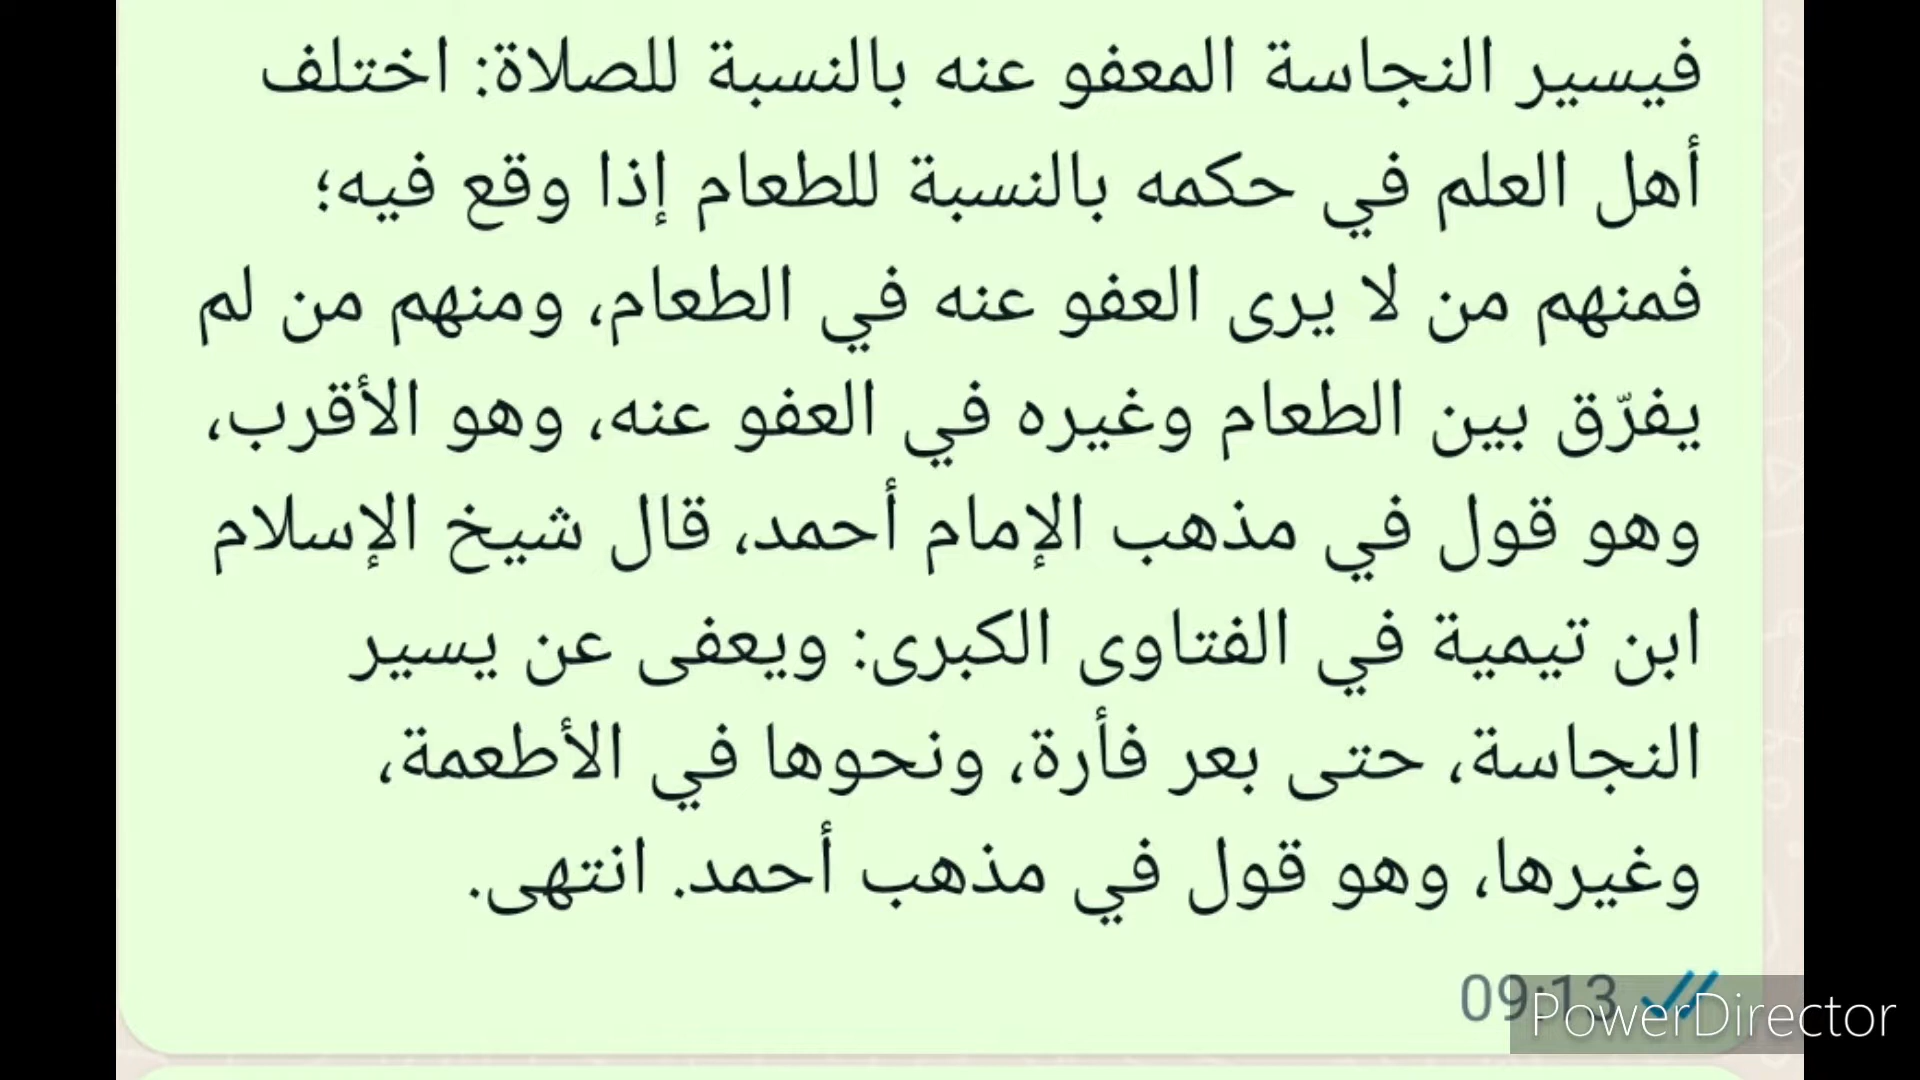 فيسير النجاسة المعفو عنه بالنسبة للصلاة: اختلف
أهل العلم في حكمه بالنسبة للطعام إذا وقع فيه؛
فمنهم من لا يرى العفو عنه في الطعام، ومنهم من لم
يفرّق بين الطعام وغيره في العفو عنه، وهو الأقرب،
وهو قول في مذهب الإمام أحمد، قال شيخ الإسلام
ابن تيمية في الفتاوى الكبرى: ويعفى عن يسير
النجاسة، حتى بعر فأرة، ونحوها في الأطعمة،
وغيرها، وهو قول في مذهب أحمد. انتهى.
09:13
PowerDirector